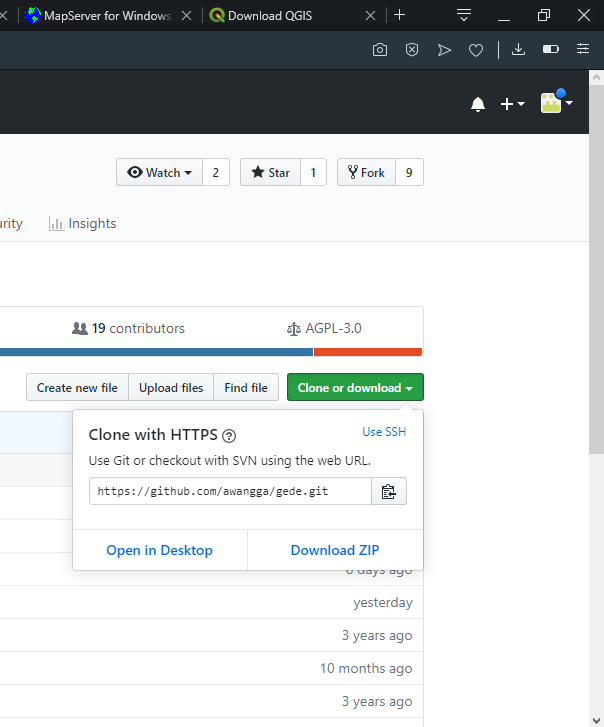 MapServer for Windows
Download QGIS
Watch
2
Star
1
Fork
9
urity
Insights
19 contributors
AGPL-3.0
Create new file
Upload files
Find file
Clone or download
Clone with HTTPS
Use SSH
Use Git or checkout with SVN using the web URL.
https://github.com/awangga/gede.git
Open in Desktop
Download ZIP
6 days ago
yesterday
3 years ago
10 months ago
3 years ago